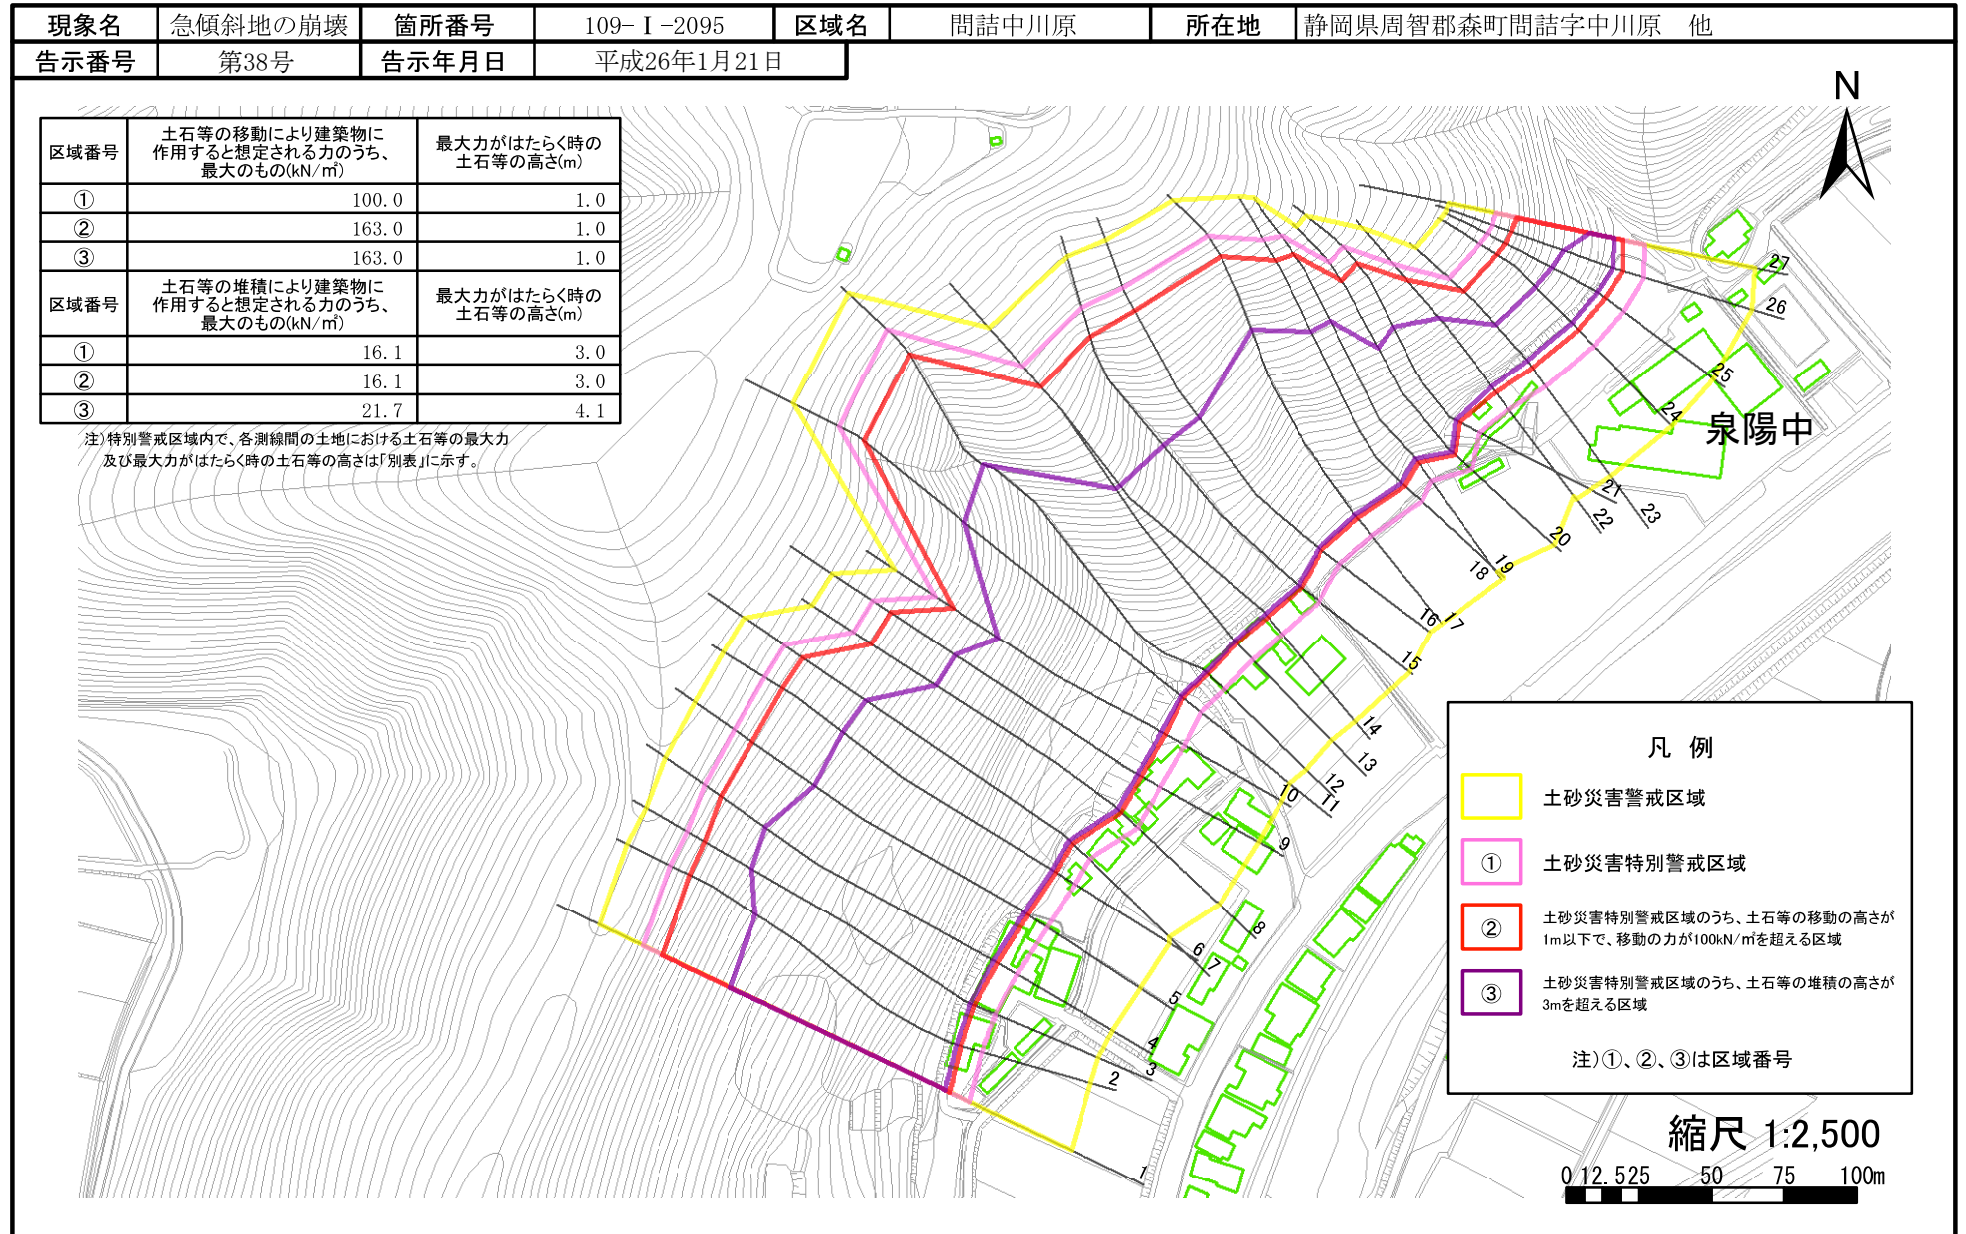 現象名 急傾斜地の崩壊 箇所番号 109-Ⅰ-2095 区域名 問詰中川原 所在地 静岡県周智郡森町問詰字中川原　他
告示番号 第38号 告示年月日 平成26年1月21日
N
区域番号 土石等の移動により建築物に作用すると想定される力のうち、最大のもの(kN/㎡) 最大力がはたらく時の土石等の高さ(m)
① 100.0 1.0
② 163.0 1.0
③ 163.0 1.0
区域番号 土石等の堆積により建築物に作用すると想定される力のうち、最大のもの(kN/㎡) 最大力がはたらく時の土石等の高さ(m)
① 16.1 3.0
② 16.1 3.0
③ 21.7 4.1
注)特別警戒区域内で、各測線間の土地における土石等の最大力
及び最大力がはたらく時の土石等の高さは「別表」に示す。
27
26
25
24
泉陽中
23
22
21
20
19
18
17
16
15
14
13
12
11
10
9
8
7
6
5
4
3
2
1
凡 例
土砂災害警戒区域
① 土砂災害特別警戒区域
② 土砂災害特別警戒区域のうち、土石等の移動の高さが
1m以下で、移動の力が100kN/㎡を超える区域
③ 土砂災害特別警戒区域のうち、土石等の堆積の高さが
3mを超える区域
注)①、②、③は区域番号
縮尺 1:2,500
0 12.5 25 50 75 100m